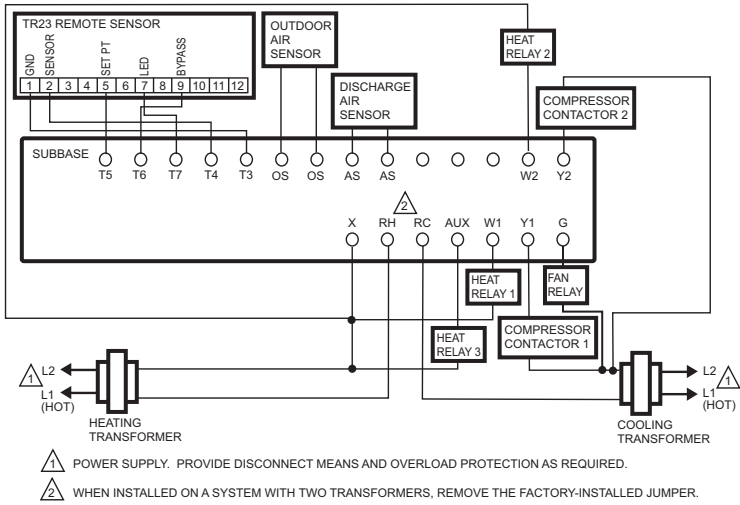 TR23 REMOTE SENSOR
GND
SENSOR
SET PT
LED
BYPASS
1 2 3 4 5 6 7 8 9 10 11 12
OUTDOOR
AIR
SENSOR
DISCHARGE
AIR
SENSOR
HEAT
RELAY 2
COMPRESSOR
CONTACTOR 2
SUBBASE
T5 T6 T7 T4 T3 OS OS AS AS W2 Y2
2
X RH RC AUX W1 Y1 G
HEAT
RELAY 1
FAN
RELAY
HEAT
RELAY 3
COMPRESSOR
CONTACTOR 1
1
L2
L1
(HOT)
HEATING
TRANSFORMER
L2
1
L1
(HOT)
COOLING
TRANSFORMER
1 POWER SUPPLY. PROVIDE DISCONNECT MEANS AND OVERLOAD PROTECTION AS REQUIRED.
2 WHEN INSTALLED ON A SYSTEM WITH TWO TRANSFORMERS, REMOVE THE FACTORY-INSTALLED JUMPER.